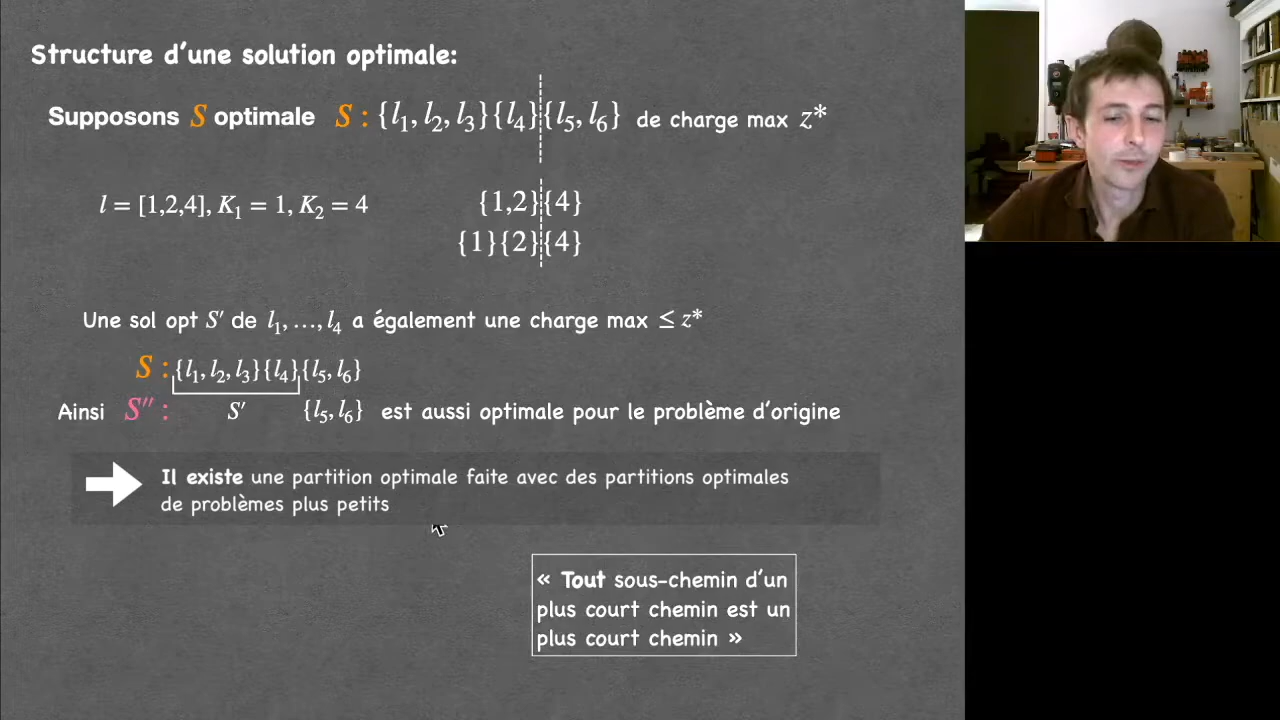 Structure d'une solution optimale:
Supposons S optimale S : {l₁, l₂, l₃}{l₄}{l₅, l₆} de charge max z*
l = [1,2,4], K₁ = 1, K₂ = 4 {1,2}{4}
{1}{2}{4}
Une sol opt S' de l₁, …, l₄ a également une charge max ≤ z*
S : {l₁, l₂, l₃}{l₄}{l₅, l₆}
Ainsi S'' : S' {l₅, l₆} est aussi optimale pour le problème d'origine
Il existe une partition optimale faite avec des partitions optimales
de problèmes plus petits
« Tout sous-chemin d'un
plus court chemin est un
plus court chemin »